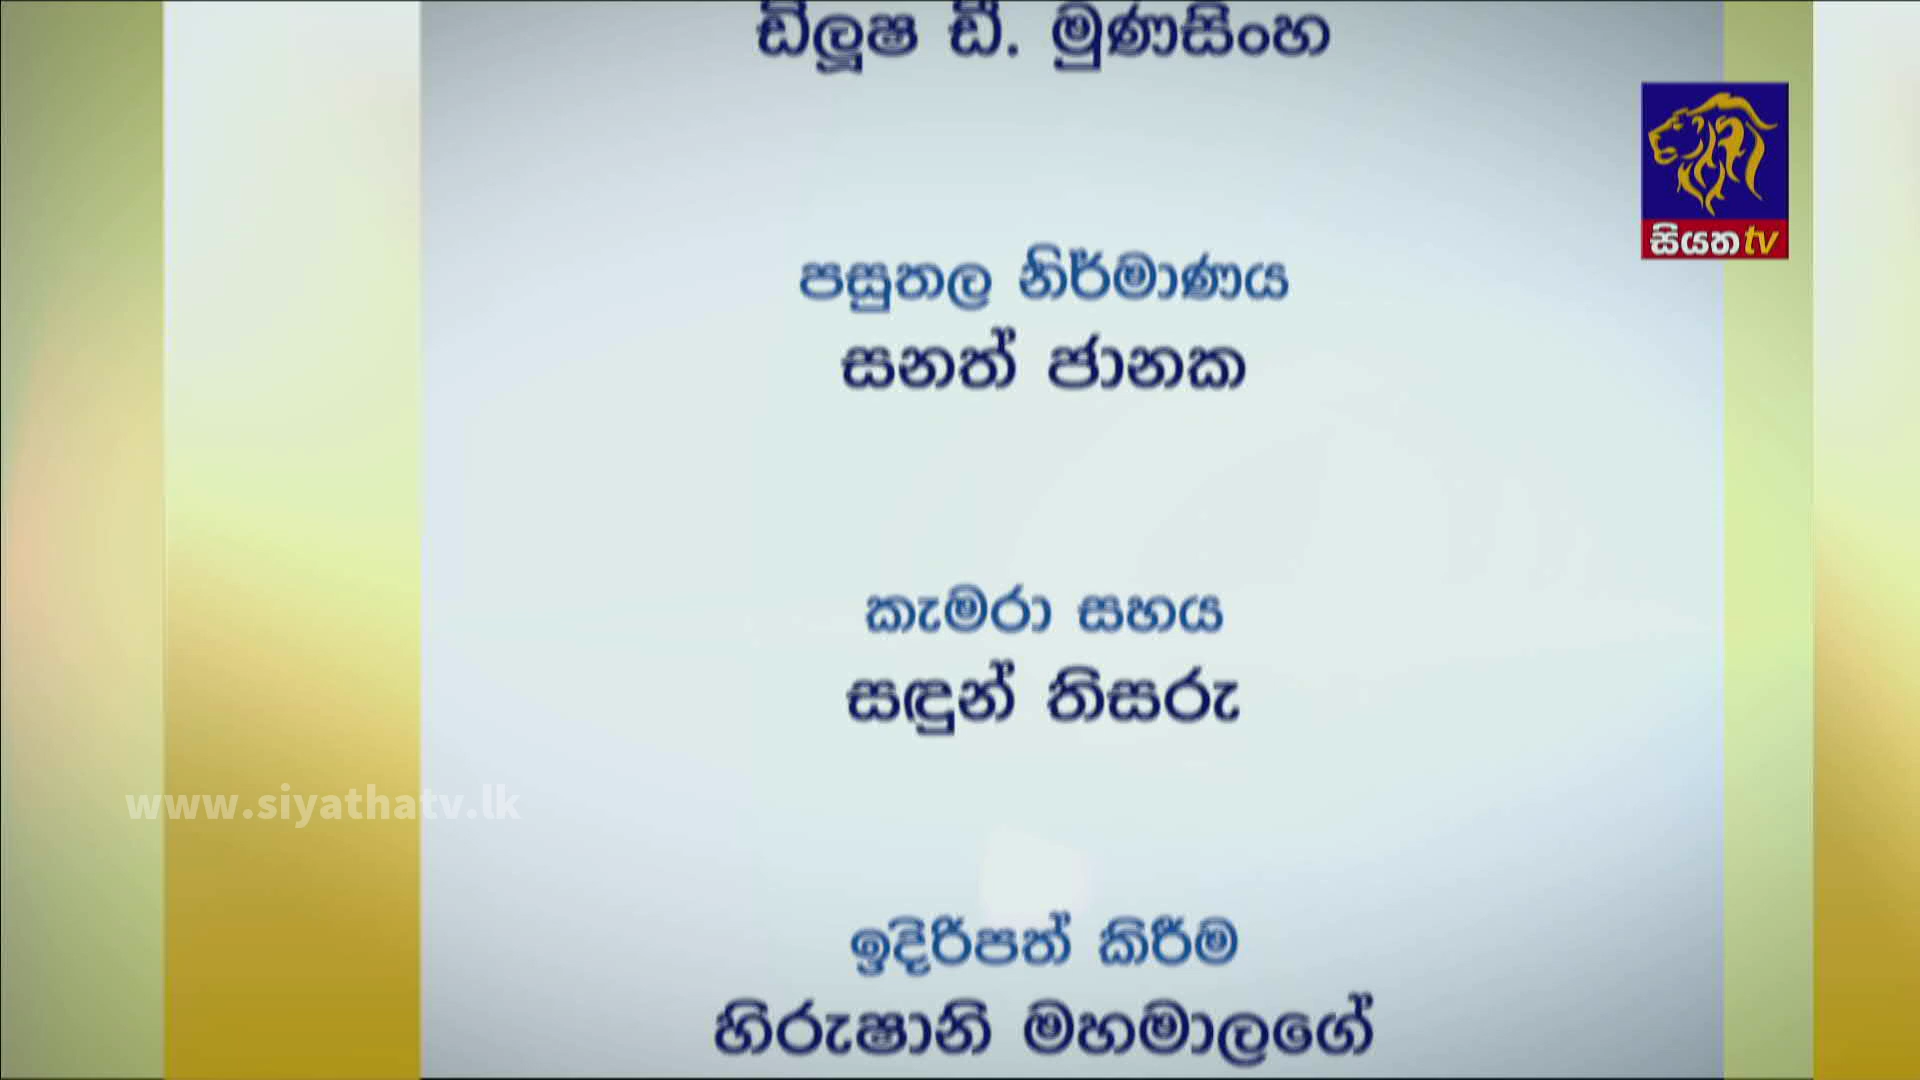 ඩිලූෂ ඩී. මුණසිංහ
සියත tv
පසුතල නිර්මාණය
සනත් ජානක
කැමරා සහය
සඳුන් තිසරු
www.siyathatv.lk
ඉදිරිපත් කිරීම
හිරුෂානි මහමාලගේ